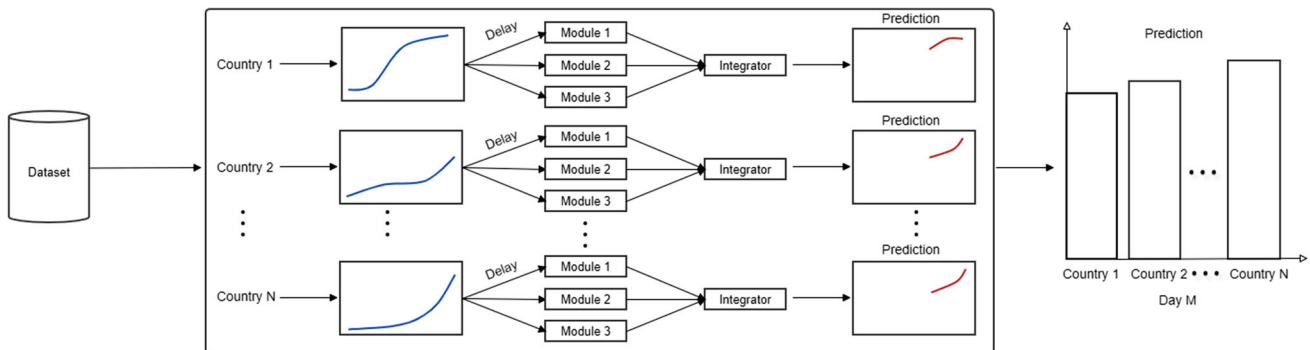 Dataset
Country 1
Delay
Module 1
Module 2
Module 3
Integrator
Prediction
Country 2
Delay
Module 1
Module 2
Module 3
Integrator
Prediction
Country N
Delay
Module 1
Module 2
Module 3
Integrator
Prediction
Prediction
Country 1 Country 2 Country N
Day M